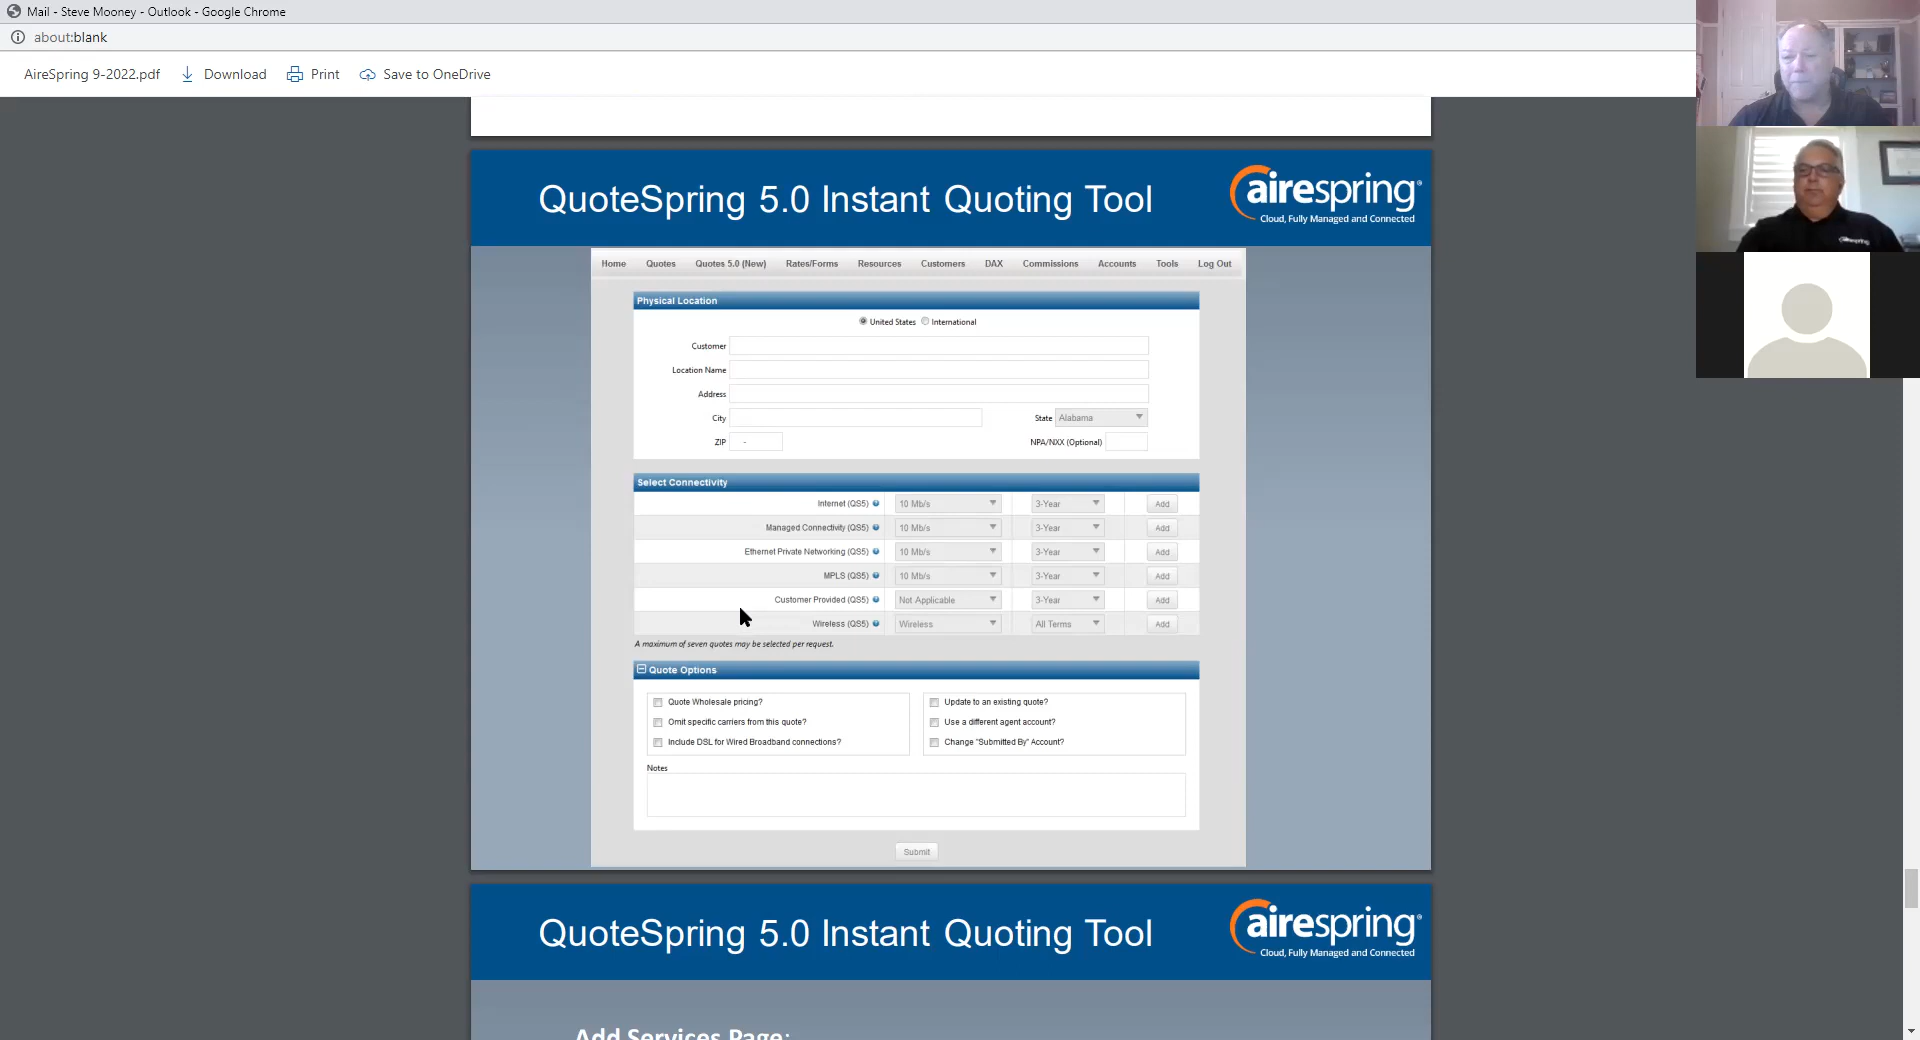 Mail - Steve Mooney - Outlook - Google Chrome
about:blank
AireSpring 9-2022.pdf Download Print Save to OneDrive
QuoteSpring 5.0 Instant Quoting Tool
airespring®
Cloud, Fully Managed and Connected
Home Quotes Quotes 5.0 (New) Rates/Forms Resources Customers DAX Commissions Accounts Tools Log Out
Physical Location
United States International
Customer
Location Name
Address
City State Alabama
ZIP - NPA/NXX (Optional)
Select Connectivity
Internet (QS5) 10 Mb/s 3-Year Add
Managed Connectivity (QS5) 10 Mb/s 3-Year Add
Ethernet Private Networking (QS5) 10 Mb/s 3-Year Add
MPLS (QS5) 10 Mb/s 3-Year Add
Customer Provided (QS5) Not Applicable 3-Year Add
Wireless (QS5) Wireless All Terms Add
A maximum of seven quotes may be selected per request.
Quote Options
Quote Wholesale pricing? Update to an existing quote?
Omit specific carriers from this quote? Use a different agent account?
Include DSL for Wired Broadband connections? Change "Submitted By" Account?
Notes
Submit
QuoteSpring 5.0 Instant Quoting Tool
airespring®
Cloud, Fully Managed and Connected
Add Services Page: